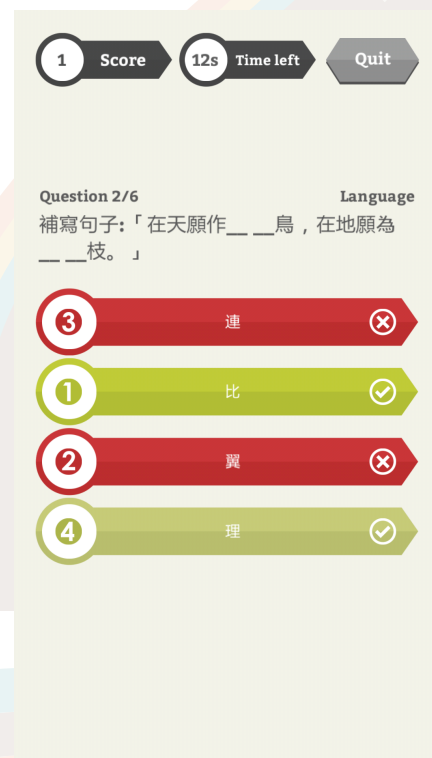 1 Score 12s Time left Quit
Question 2/6 Language
補寫句子:「在天願作__ __鳥，在地願為
__ __枝。」
3 連
1 比
2 翼
4 理